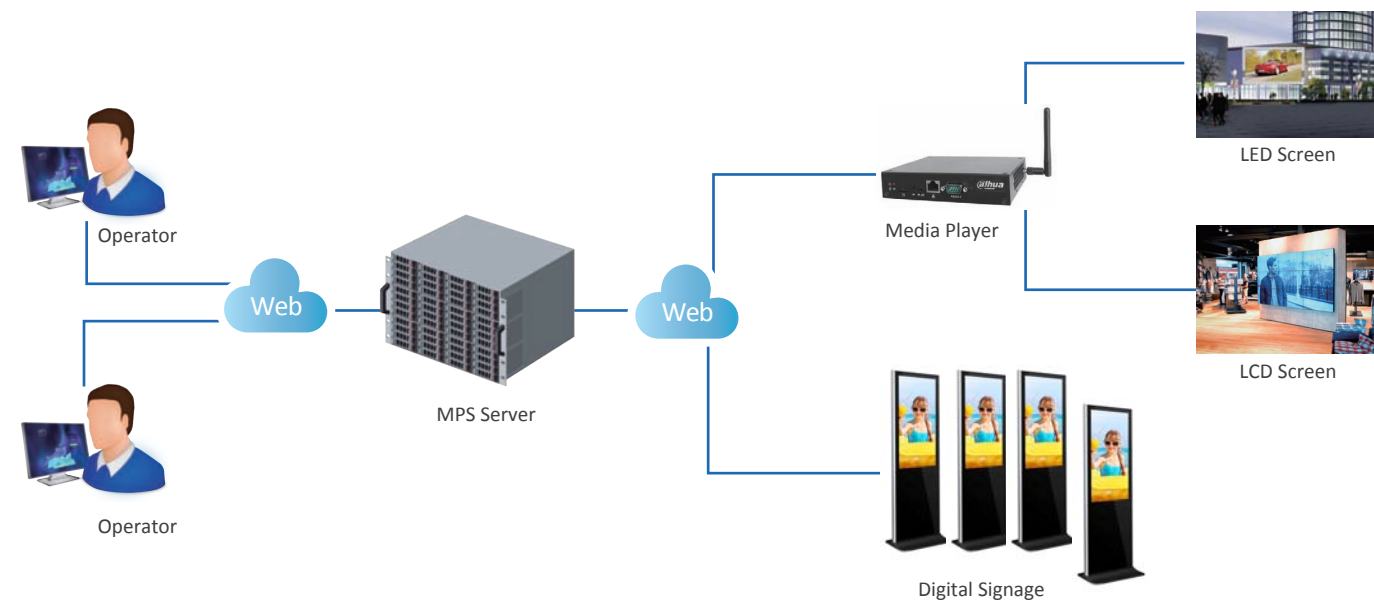 Operator
Web
Operator
MPS Server
Web
alhua
Media Player
LED Screen
LCD Screen
Digital Signage